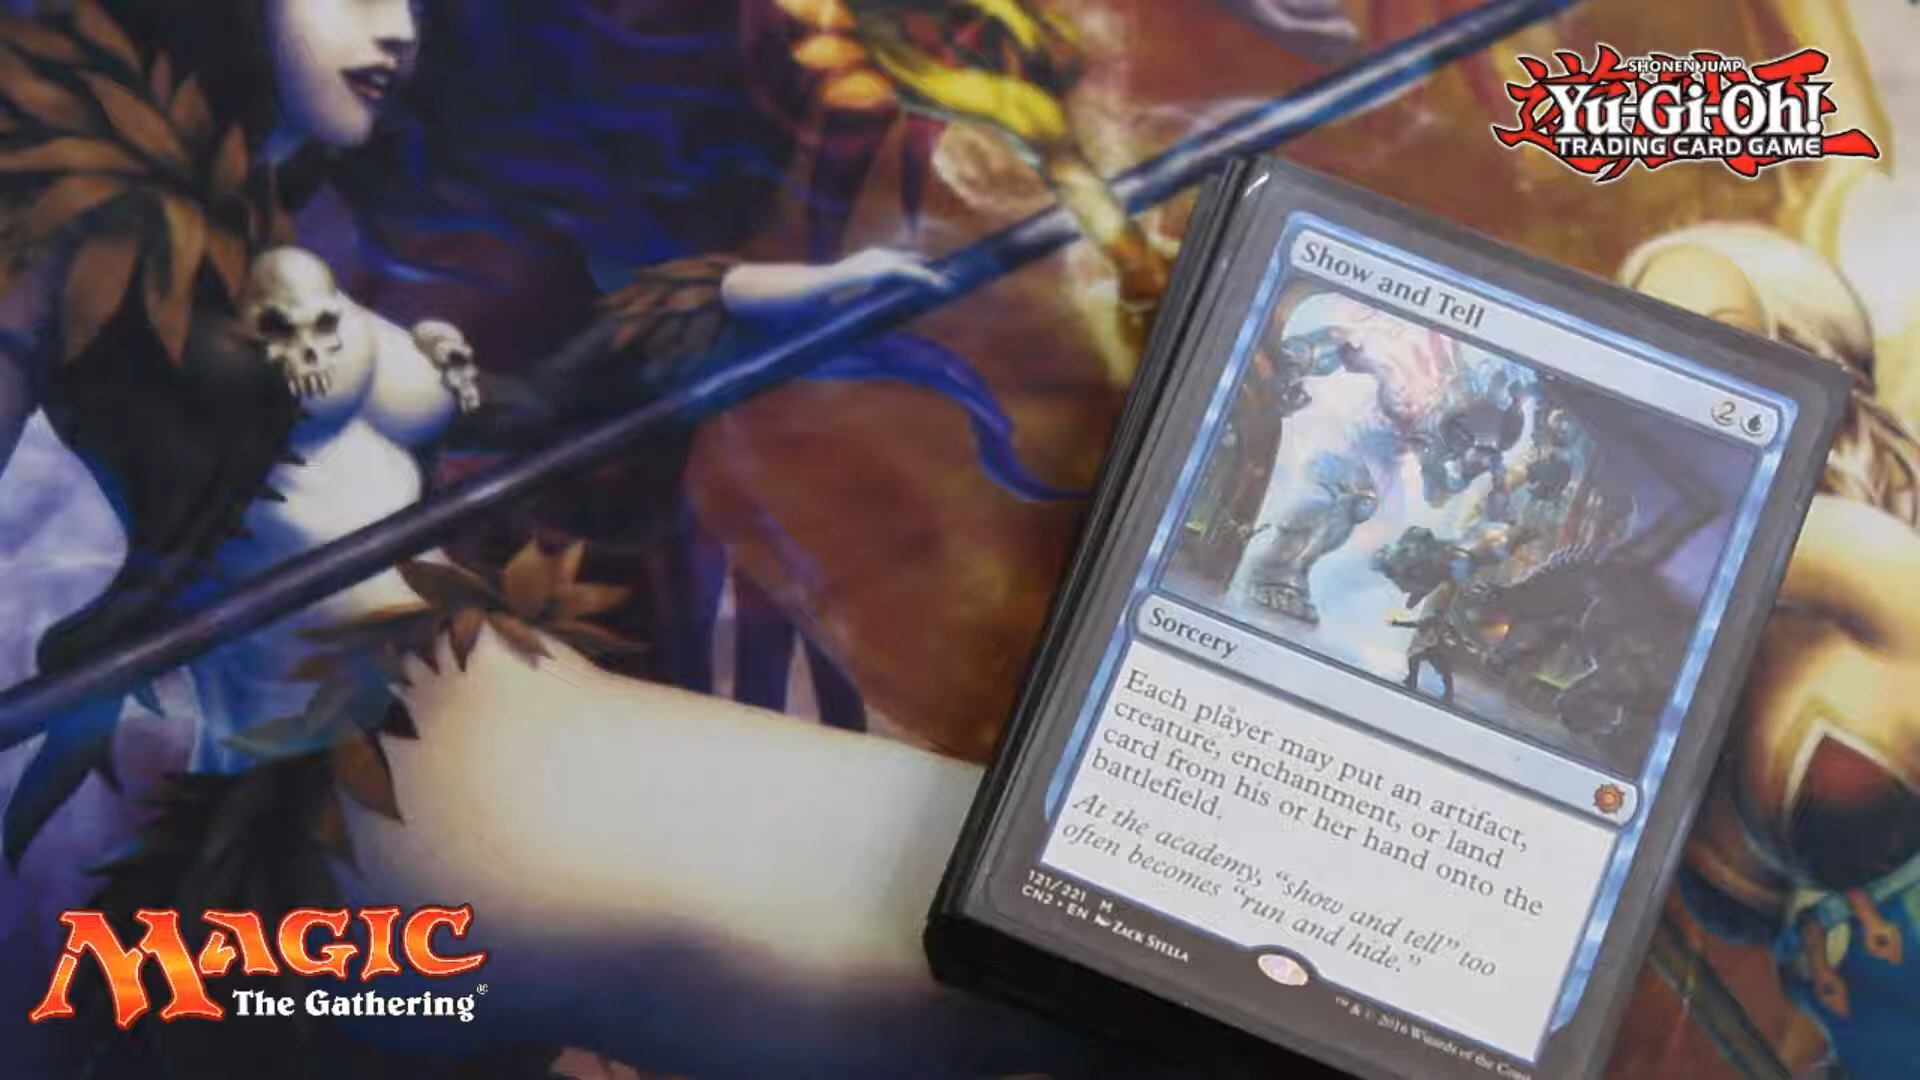 SHONEN JUMP
Yu-Gi-Oh!
TRADING CARD GAME
Show and Tell
2
Sorcery
Each player may put an artifact,
creature, enchantment, or land
card from his or her hand onto the
battlefield.
At the academy, “show and tell” too
often becomes “run and hide.”
121/221 M
CN2 • EN Zack Stella
™ & © 2016 Wizards of the Coast
MAGIC
The Gathering®